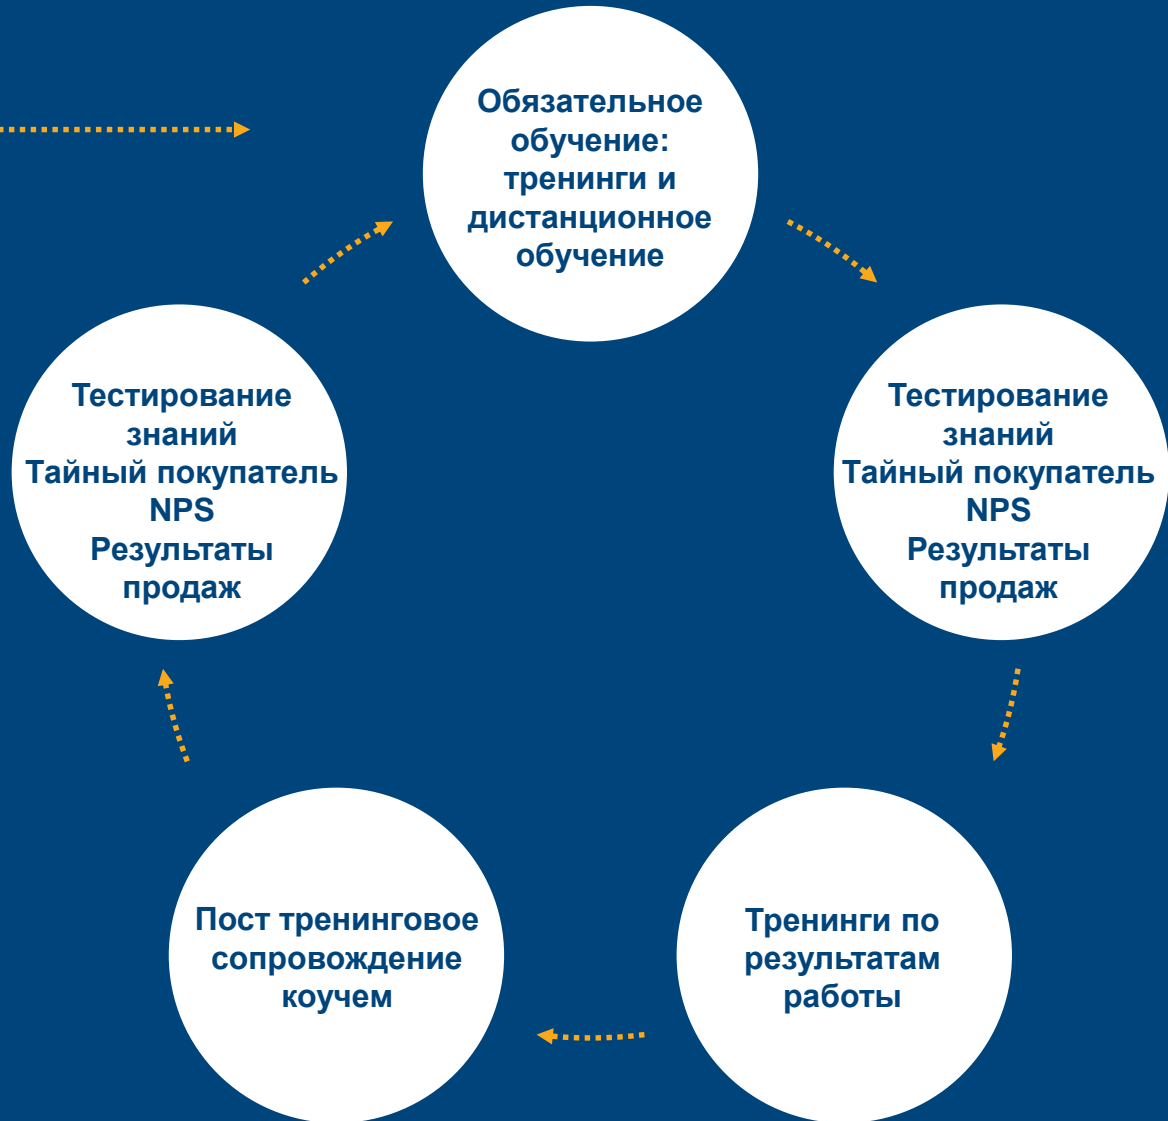 Обязательное
обучение:
тренинги и
дистанционное
обучение
Тестирование
знаний
Тайный покупатель
NPS
Результаты
продаж
Тестирование
знаний
Тайный покупатель
NPS
Результаты
продаж
Пост тренинговое
сопровождение
коучем
Тренинги по
результатам
работы